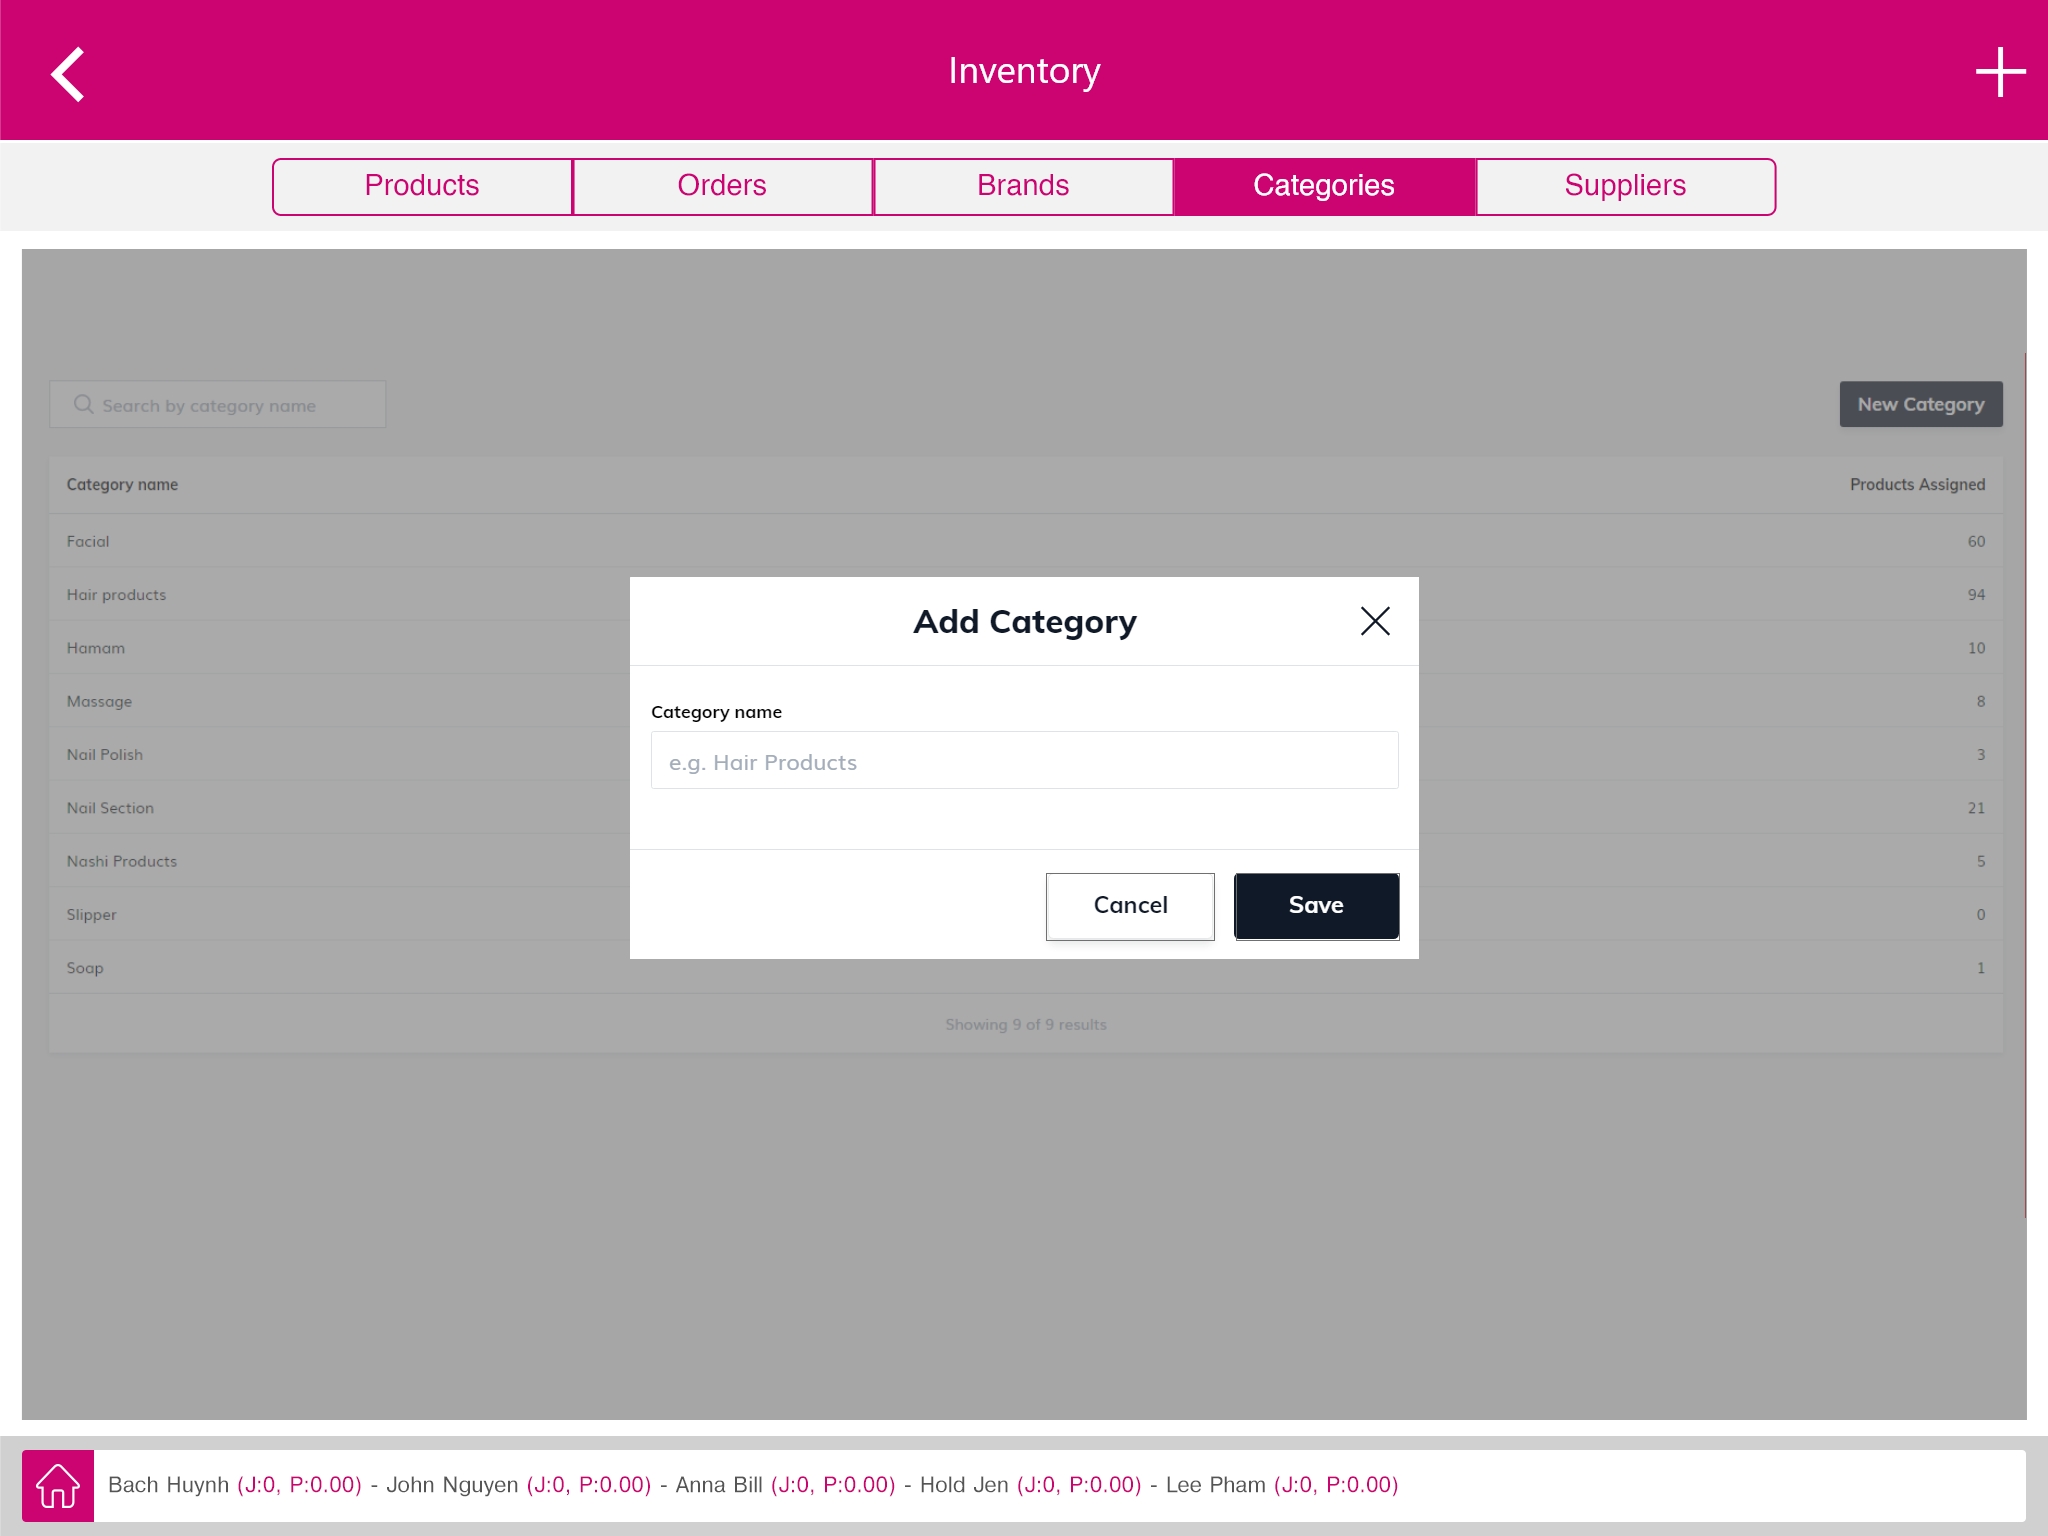 Inventory
Products Orders Brands Categories Suppliers
Search by category name
New Category
Category name Products Assigned
Facial 60
Hair products 94
Hamam 10
Massage 8
Nail Polish 3
Nail Section 21
Nashi Products 5
Slipper 0
Soap 1
Showing 9 of 9 results
Add Category
Category name
e.g. Hair Products
Cancel Save
Bach Huynh (J:0, P:0.00) - John Nguyen (J:0, P:0.00) - Anna Bill (J:0, P:0.00) - Hold Jen (J:0, P:0.00) - Lee Pham (J:0, P:0.00)